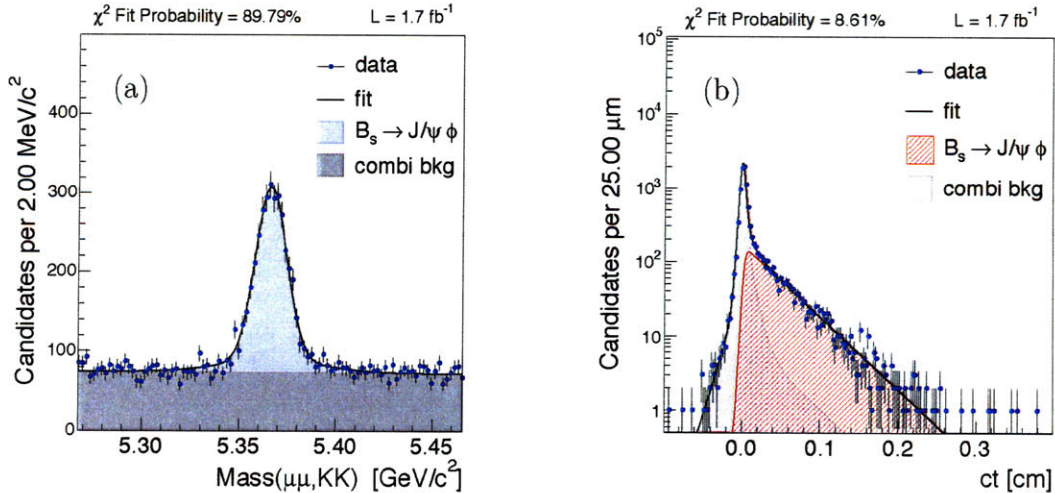 χ² Fit Probability = 89.79% L = 1.7 fb⁻¹
(a)
data
fit
Bₛ → J/ψ φ
combi bkg
Candidates per 2.00 MeV/c²
400
300
200
100
0
5.30 5.35 5.40 5.45
Mass(μμ,KK) [GeV/c²]
χ² Fit Probability = 8.61% L = 1.7 fb⁻¹
(b)
data
fit
Bₛ → J/ψ φ
combi bkg
Candidates per 25.00 μm
10⁵
10⁴
10³
10²
10
1
0.0 0.1 0.2 0.3
ct [cm]